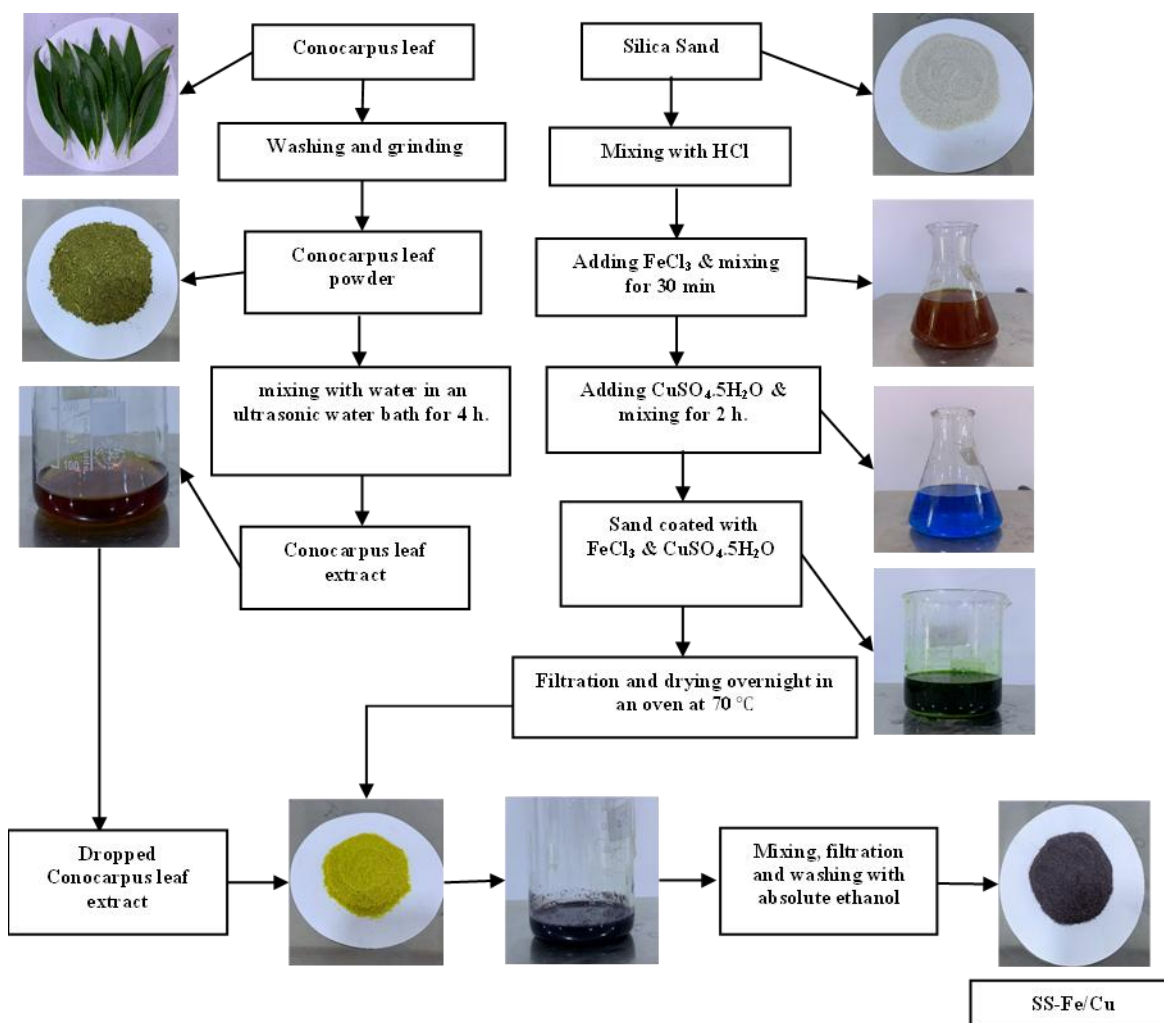 Conocarpus leaf
Washing and grinding
Conocarpus leaf
powder
mixing with water in an
ultrasonic water bath for 4 h.
Conocarpus leaf
extract
Silica Sand
Mixing with HCl
Adding FeCl₃ & mixing
for 30 min
Adding CuSO₄.5H₂O &
mixing for 2 h.
Sand coated with
FeCl₃ & CuSO₄.5H₂O
Filtration and drying overnight in
an oven at 70 °C
100
Dropped
Conocarpus leaf
extract
Mixing, filtration
and washing with
absolute ethanol
SS-Fe/Cu